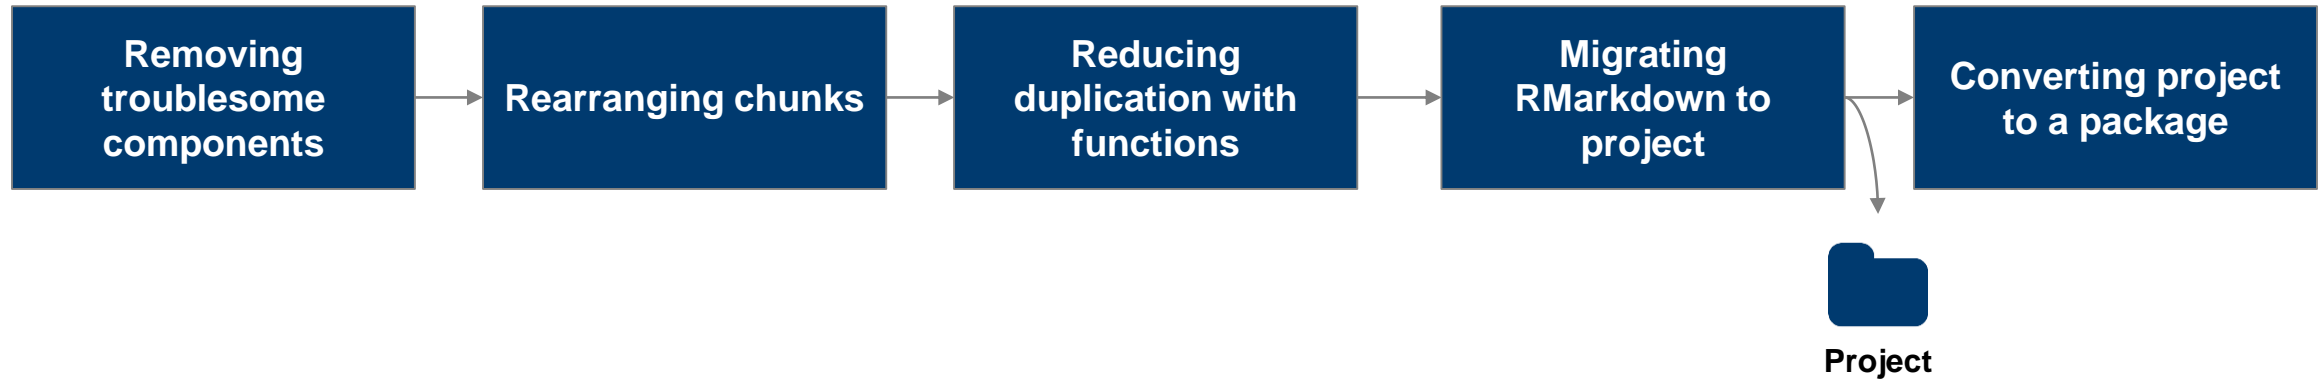 Removing
troublesome
components
Rearranging chunks
Reducing
duplication with
functions
Migrating
RMarkdown to
project
Converting project
to a package
Project